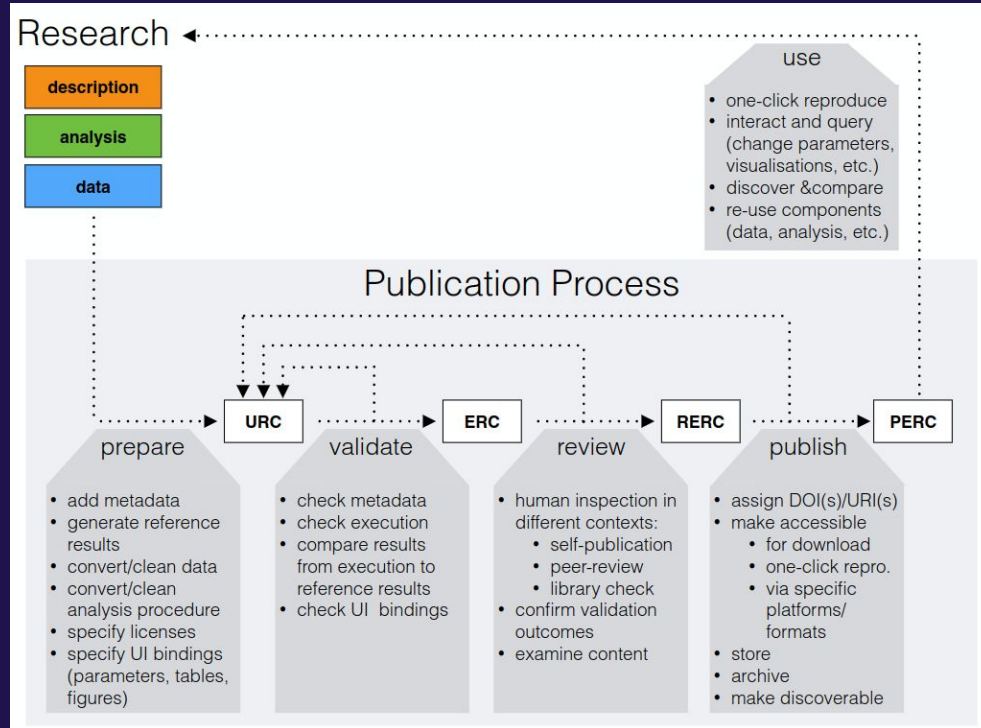 Research
description
analysis
data
use
• one-click reproduce
• interact and query
(change parameters,
visualisations, etc.)
• discover &compare
• re-use components
(data, analysis, etc.)
Publication Process
URC
ERC
RERC
PERC
prepare
• add metadata
• generate reference
results
• convert/clean data
• convert/clean
analysis procedure
• specify licenses
• specify UI bindings
(parameters, tables,
figures)
validate
• check metadata
• check execution
• compare results
from execution to
reference results
• check UI bindings
review
• human inspection in
different contexts:
• self-publication
• peer-review
• library check
• confirm validation
outcomes
• examine content
publish
• assign DOI(s)/URI(s)
• make accessible
• for download
• one-click repro.
• via specific
platforms/
formats
• store
• archive
• make discoverable